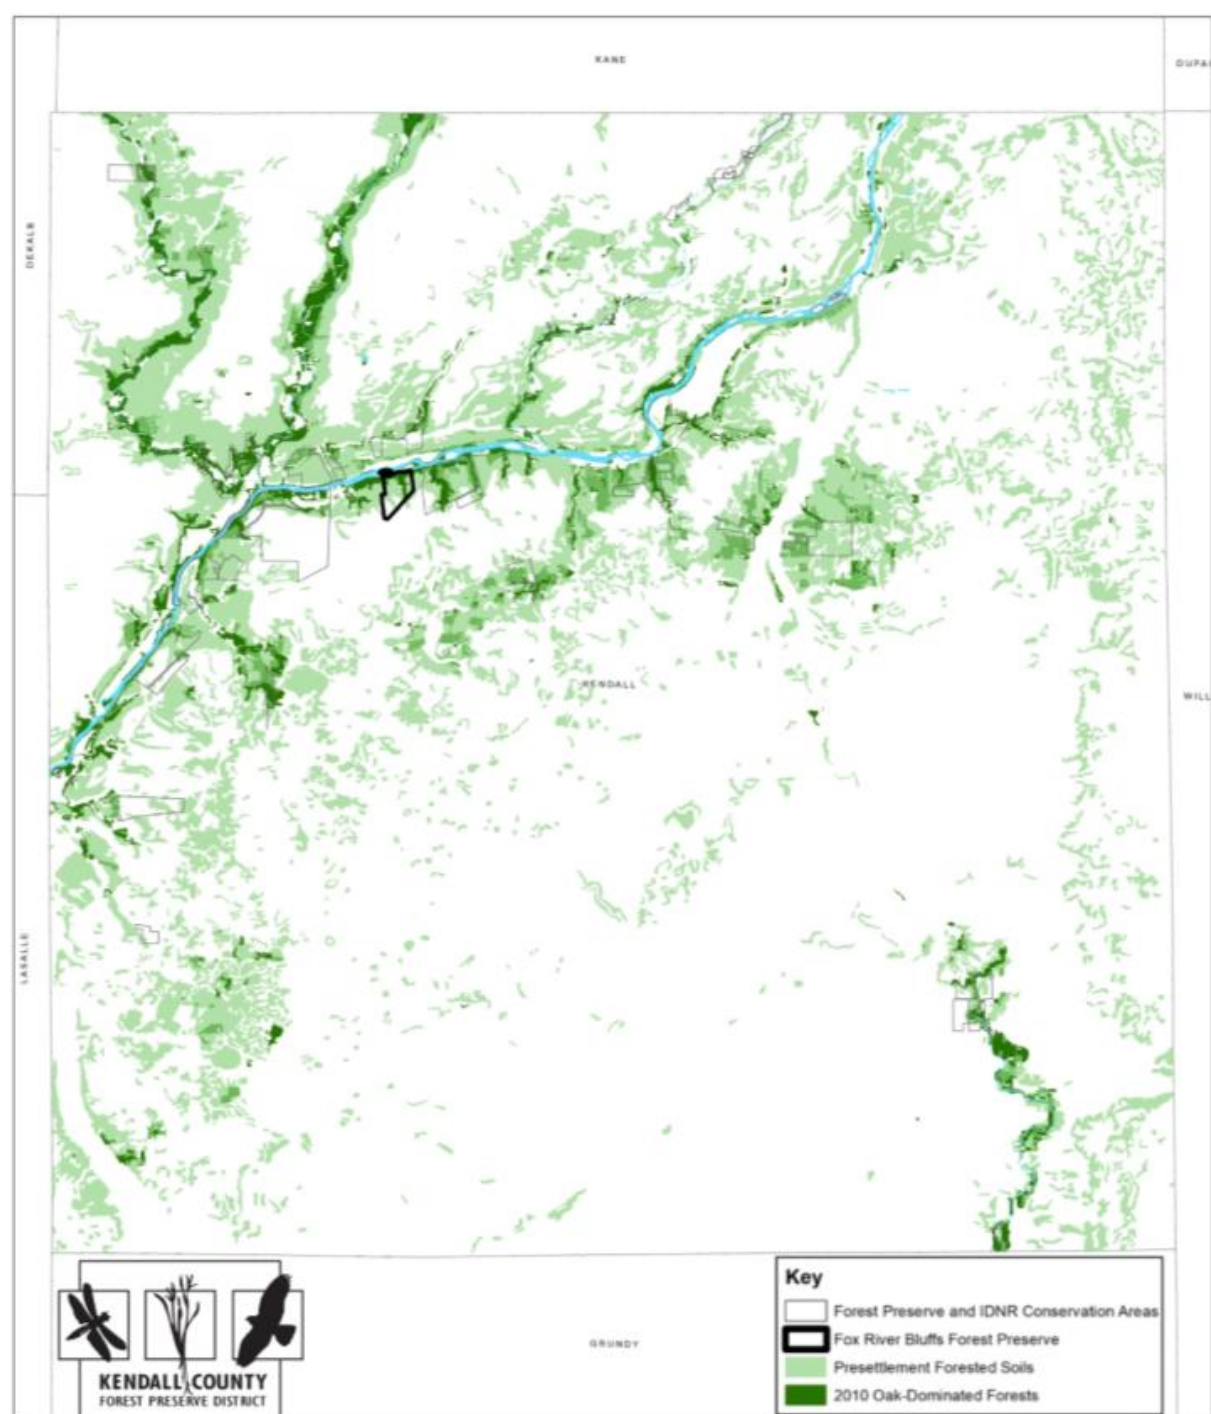 KANE
DUPA
DEKALB
KENDALL
WILL
LASALLE
GRUNDY
KENDALL COUNTY
FOREST PRESERVE DISTRICT
Key
Forest Preserve and IDNR Conservation Areas
Fox River Bluffs Forest Preserve
Presettlement Forested Soils
2010 Oak-Dominated Forests